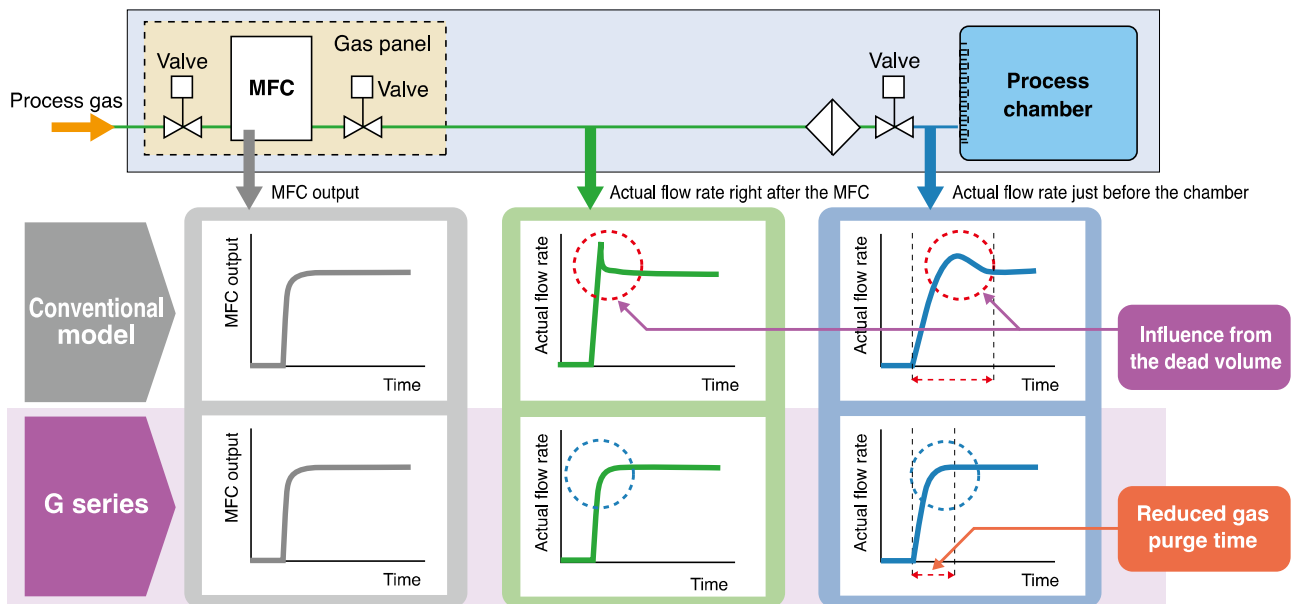 Gas panel
Valve
MFC
Valve
Valve
Process
chamber
Process gas
MFC output
Actual flow rate right after the MFC
Actual flow rate just before the chamber
Conventional
model
MFC output
Time
Actual flow rate
Time
Actual flow rate
Time
Influence from
the dead volume
G series
MFC output
Time
Actual flow rate
Time
Actual flow rate
Time
Reduced gas
purge time